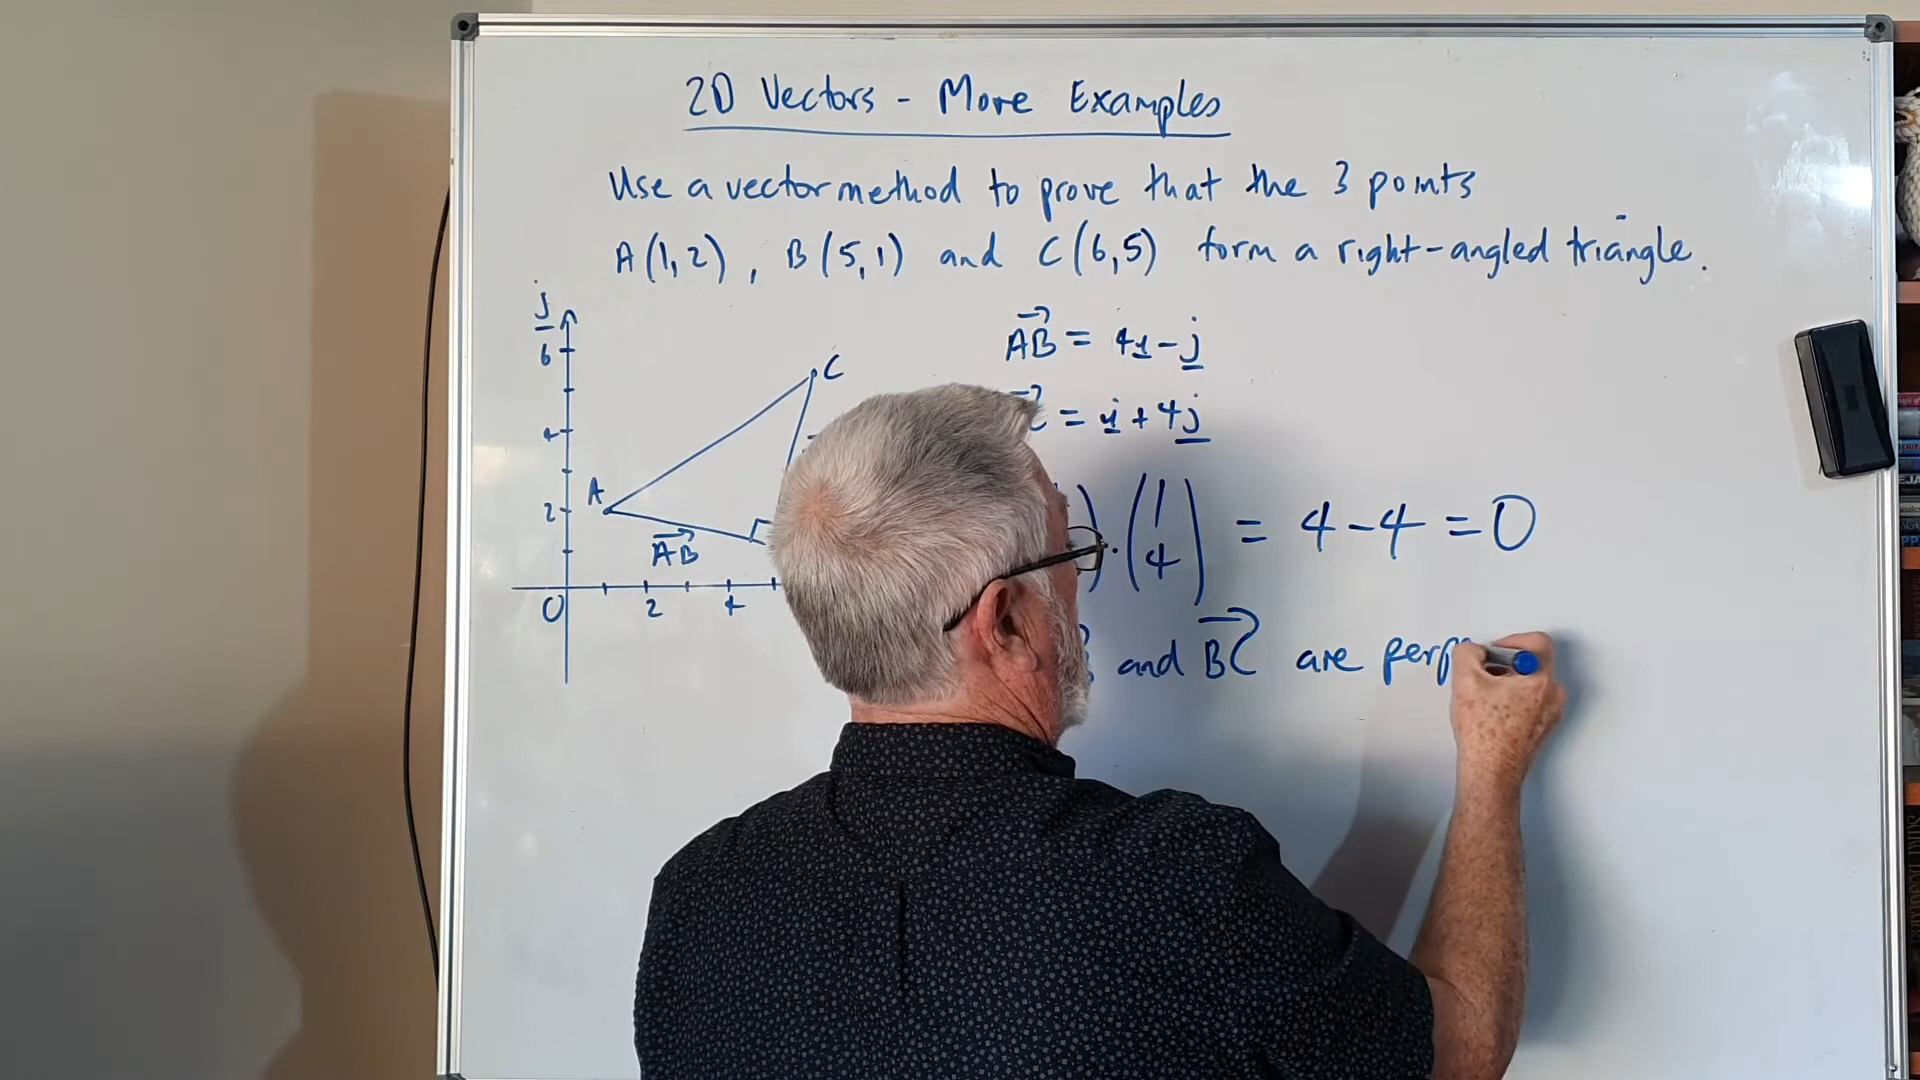 2D Vectors - More Examples
Use a vector method to prove that the 3 points
A(1,2), B(5,1) and C(6,5) form a right-angled triangle.
j
6
4
2
A
C
AB
O
2
4
AB = 4i - j
C = i + 4j
) . (1 4) = 4 - 4 = 0
and BC are perp